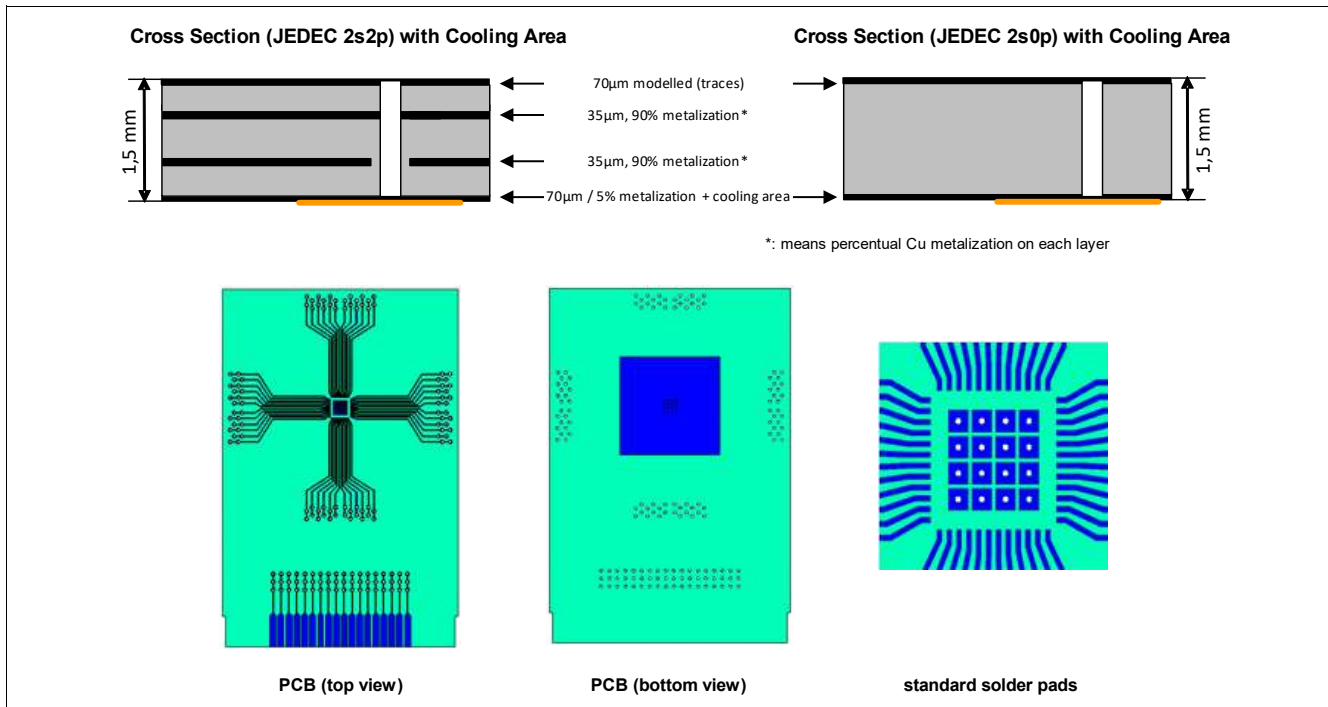 Cross Section (JEDEC 2s2p) with Cooling Area
Cross Section (JEDEC 2s0p) with Cooling Area
1,5 mm
70µm modelled (traces)
35µm, 90% metalization*
35µm, 90% metalization*
70µm / 5% metalization + cooling area
1,5 mm
*: means percentual Cu metalization on each layer
PCB (top view)
PCB (bottom view)
standard solder pads